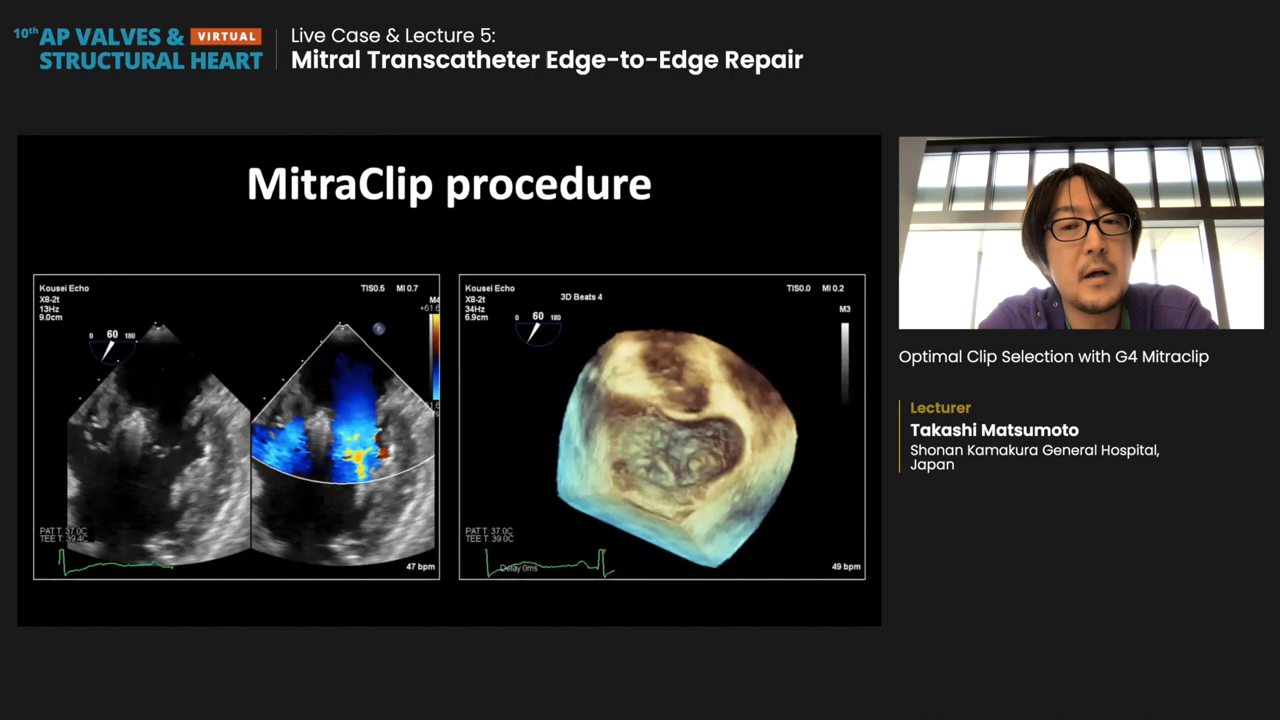 10th AP VALVES & VIRTUAL
STRUCTURAL HEART
Live Case & Lecture 5:
Mitral Transcatheter Edge-to-Edge Repair
MitraClip procedure
Kousei Echo
X8-2t
13Hz
9.0cm
TIS0.5 MI 0.7
M4
+61.6
0 60 180
PAT T: 37.0C
TEE T: 39.4C
47 bpm
Kousei Echo
X8-2t
34Hz
6.9cm
3D Beats 4
TIS0.0 MI 0.2
M3
0 60 180
PAT T: 37.0C
TEE T: 39.0C
Delay 0ms
49 bpm
Optimal Clip Selection with G4 Mitraclip
Lecturer
Takashi Matsumoto
Shonan Kamakura General Hospital,
Japan